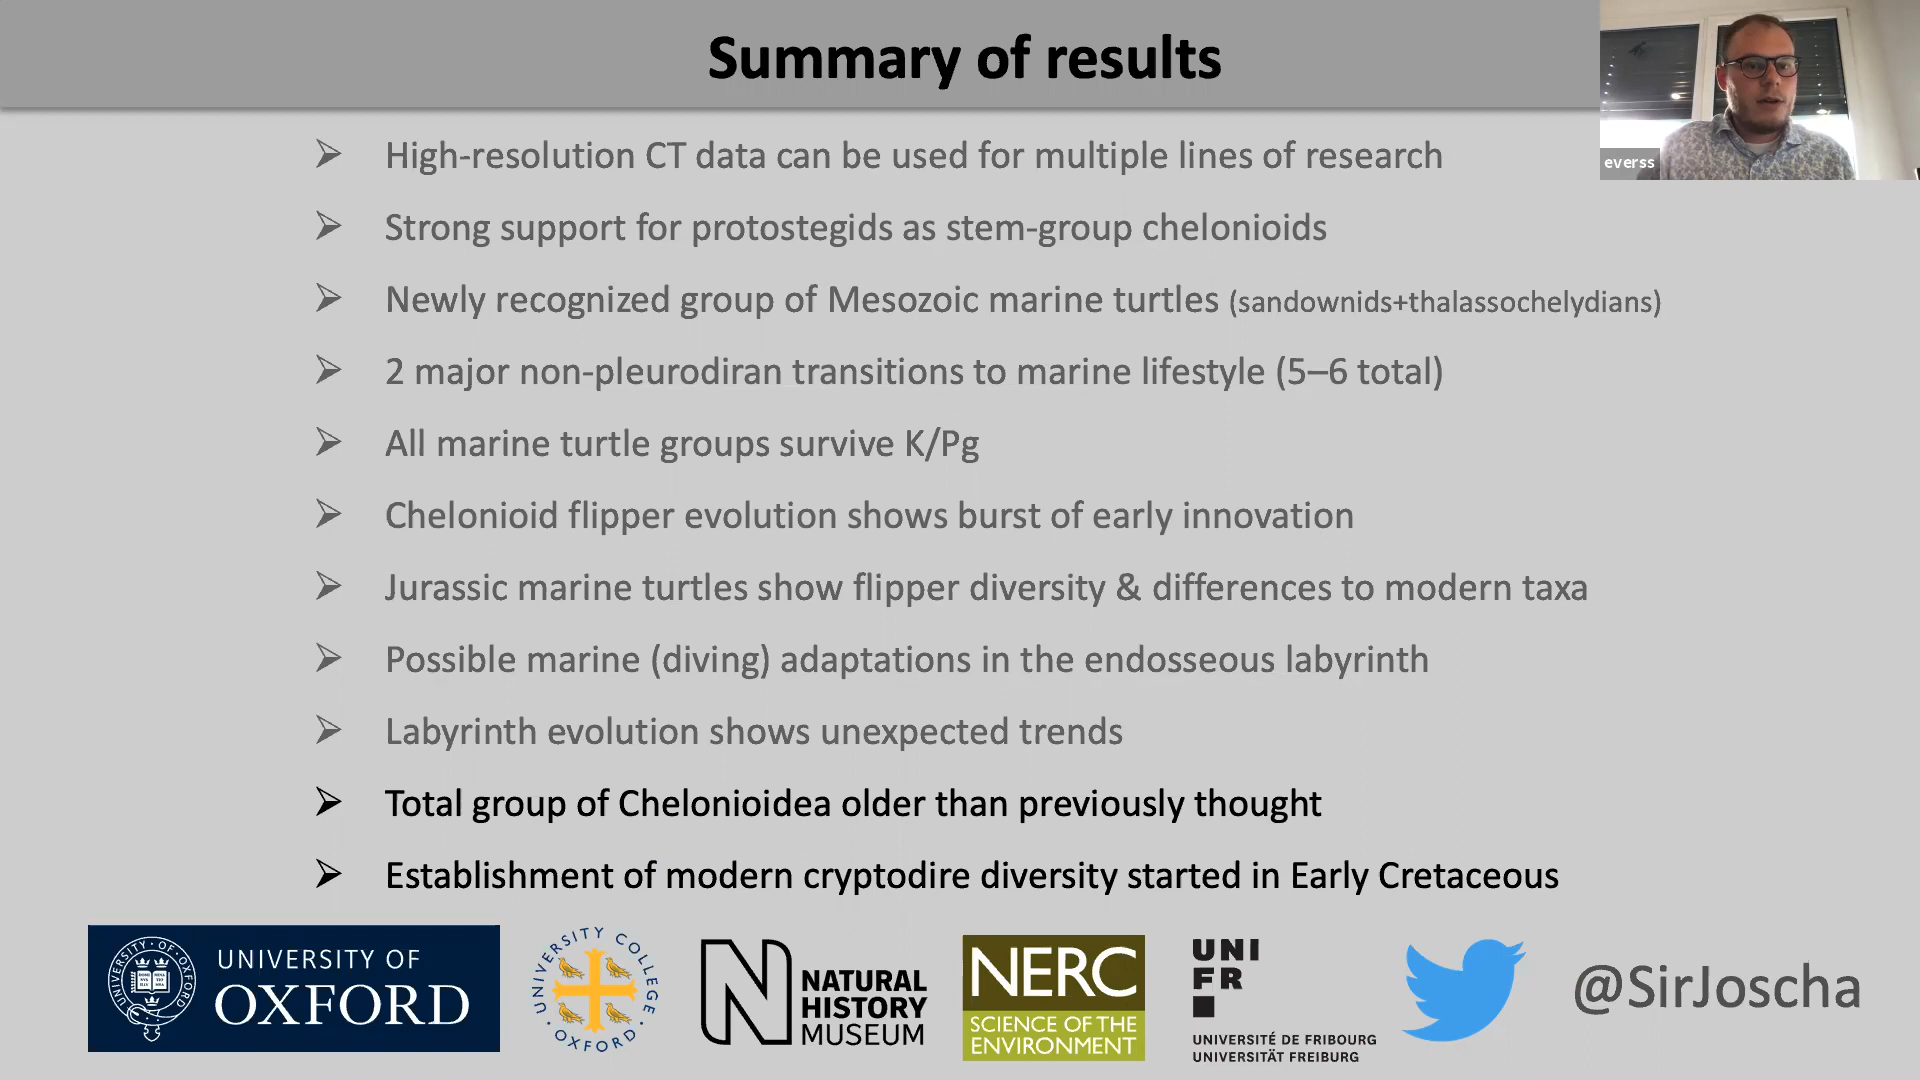 Summary of results
everss
➢ High-resolution CT data can be used for multiple lines of research
➢ Strong support for protostegids as stem-group chelonioids
➢ Newly recognized group of Mesozoic marine turtles (sandownids+thalassochelydians)
➢ 2 major non-pleurodiran transitions to marine lifestyle (5–6 total)
➢ All marine turtle groups survive K/Pg
➢ Chelonioid flipper evolution shows burst of early innovation
➢ Jurassic marine turtles show flipper diversity & differences to modern taxa
➢ Possible marine (diving) adaptations in the endosseous labyrinth
➢ Labyrinth evolution shows unexpected trends
➢ Total group of Chelonioidea older than previously thought
➢ Establishment of modern cryptodire diversity started in Early Cretaceous
UNIVERSITY OF OXFORD
UNIVERSITY OF
OXFORD
UNIVERSITY COLLEGE
OXFORD
NATURAL
HISTORY
MUSEUM
NERC
SCIENCE OF THE
ENVIRONMENT
UNI
FR
UNIVERSITÉ DE FRIBOURG
UNIVERSITÄT FREIBURG
@SirJoscha